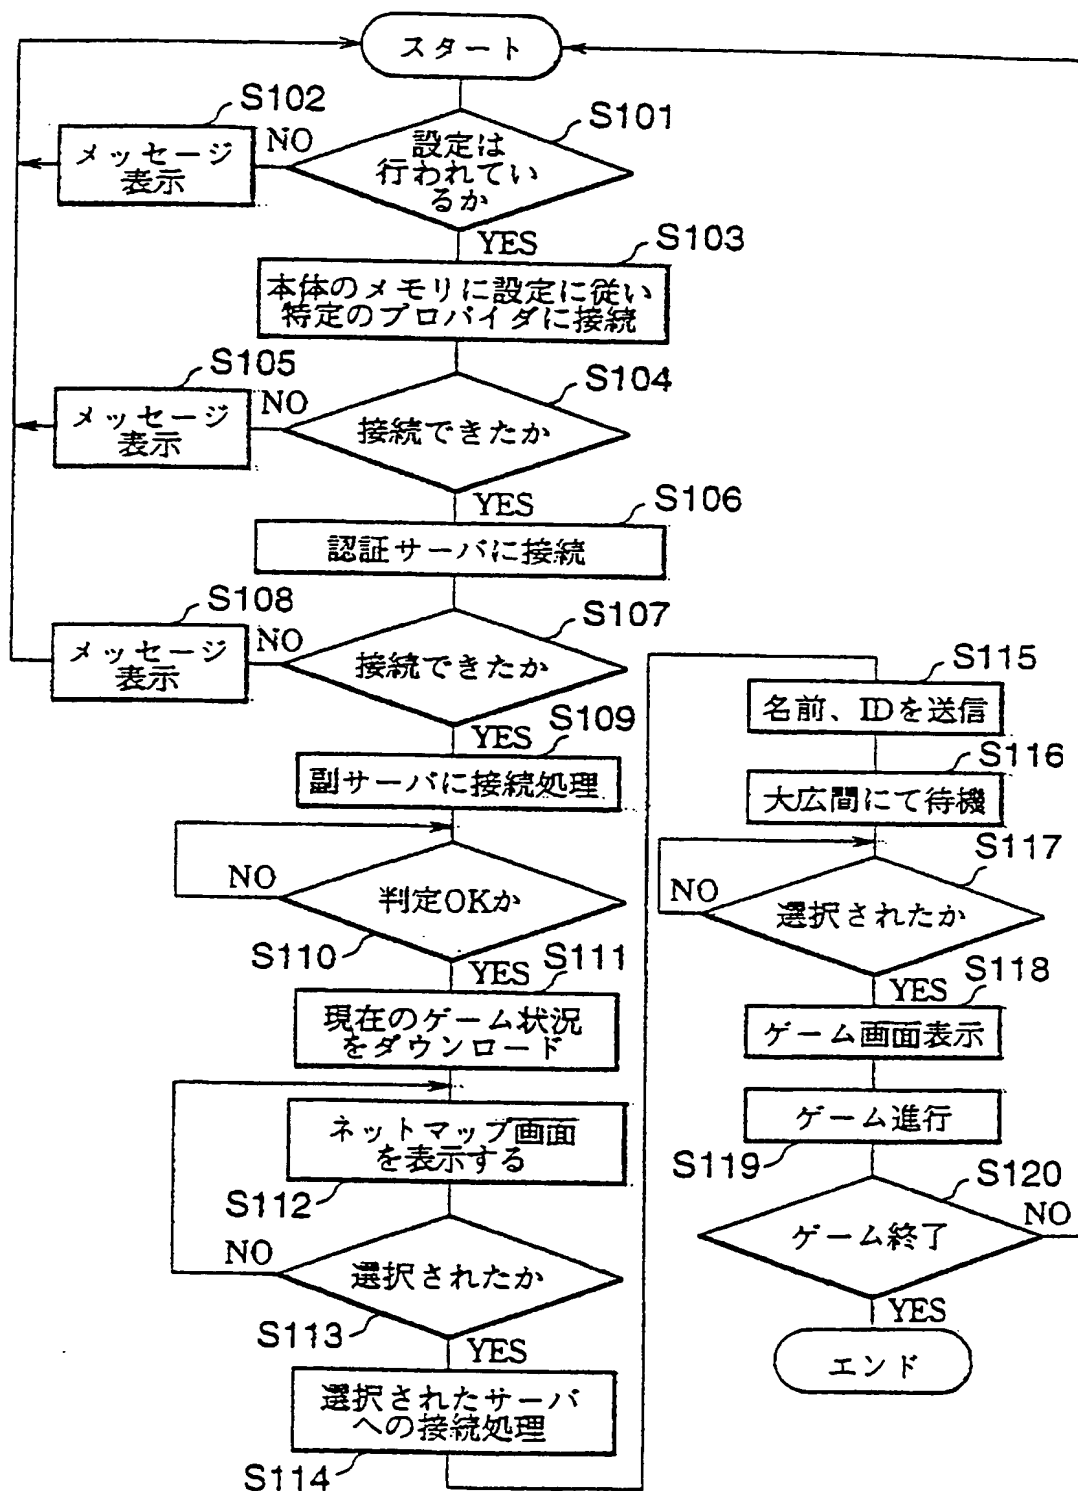 スタート
S101
設定は
行われてい
るか
NO
S102
メッセージ
表示
YES
S103
本体のメモリに設定に従い
特定のプロバイダに接続
S104
接続できたか
NO
S105
メッセージ
表示
YES
S106
認証サーバに接続
S107
接続できたか
NO
S108
メッセージ
表示
YES
S109
副サーバに接続処理
NO
判定OKか
S110
YES
S111
現在のゲーム状況
をダウンロード
ネットマップ画面
を表示する
S112
NO
選択されたか
S113
YES
選択されたサーバ
への接続処理
S114
S115
名前、IDを送信
S116
大広間にて待機
S117
NO
選択されたか
YES
S118
ゲーム画面表示
ゲーム進行
S119
S120
ゲーム終了
NO
YES
エンド